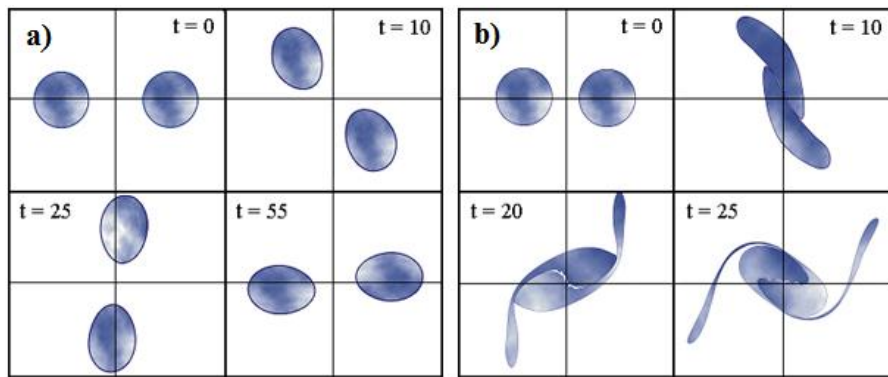 a)
t = 0
t = 10
t = 25
t = 55
b)
t = 0
t = 10
t = 20
t = 25